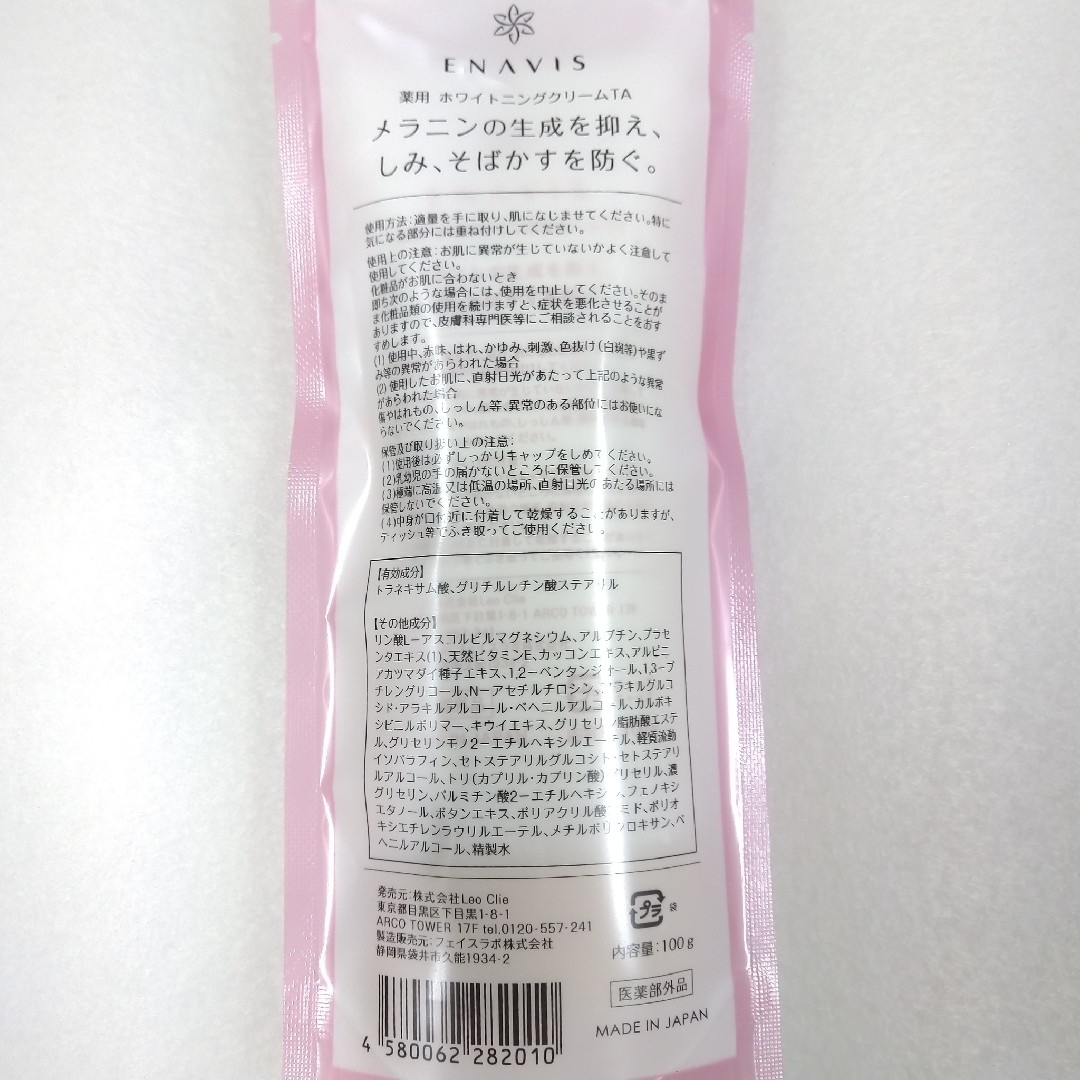 ENAVIS
薬用 ホワイトニングクリームTA
メラニンの生成を抑え、
しみ、そばかすを防ぐ。
使用方法:適量を手に取り、肌になじませてください。特に
気になる部分には重ね付けしてください。
使用上の注意:お肌に異常が生じていないかよく注意して
使用してください。
化粧品がお肌に合わないとき
即ち次のような場合には、使用を中止してください。そのま
ま化粧品類の使用を続けますと、症状を悪化させることが
ありますので、皮膚科専門医等にご相談されることをおす
すめします。
(1) 使用中、赤味、はれ、かゆみ、刺激、色抜け(白斑等)や黒ず
み等の異常があらわれた場合
(2) 使用したお肌に、直射日光があたって上記のような異常
があらわれた場合
傷やはれもの、しっしん等、異常のある部位にはお使いにな
らないでください。
保管及び取り扱い上の注意:
(1)使用後は必ずしっかりキャップをしめてください。
(2)乳幼児の手の届かないところに保管してください。
(3)極端に高温又は低温の場所、直射日光のあたる場所には
保管しないでください。
(4)中身が口付近に付着して乾燥することがありますが、
ティッシュ等でふき取ってご使用ください。
【有効成分】
トラネキサム酸、グリチルレチン酸ステアリル
【その他成分】
リン酸L-アスコルビルマグネシウム、アルブチン、プラセ
ンタエキス(1)、天然ビタミンE、カッコンエキス、アルピニ
アカツマダイ種子エキス、1,2-ペンタンジオール、1,3-ブ
チレングリコール、N-アセチルチロシン、アラキルグルコ
シド・アラキルアルコール・ベヘニルアルコール、カルボキ
シビニルポリマー、キウイエキス、グリセリン脂肪酸エステ
ル、グリセリンモノ2-エチルヘキシルエーテル、軽質流動
イソパラフィン、セトステアリルグルコシド・セトステアリ
ルアルコール、トリ(カプリル・カプリン酸)グリセリル、濃
グリセリン、パルミチン酸2-エチルヘキシル、フェノキシ
エタノール、ボタンエキス、ポリアクリル酸アミド、ポリオ
キシエチレンラウリルエーテル、メチルポリシロキサン、ベ
ヘニルアルコール、精製水
発売元:株式会社Leo Clie
東京都目黒区下目黒1-8-1
ARCO TOWER 17F tel.0120-557-241
製造販売元:フェイスラボ株式会社
静岡県袋井市久能1934-2
プラ 袋
内容量:100g
医薬部外品
MADE IN JAPAN
4 580062 282010